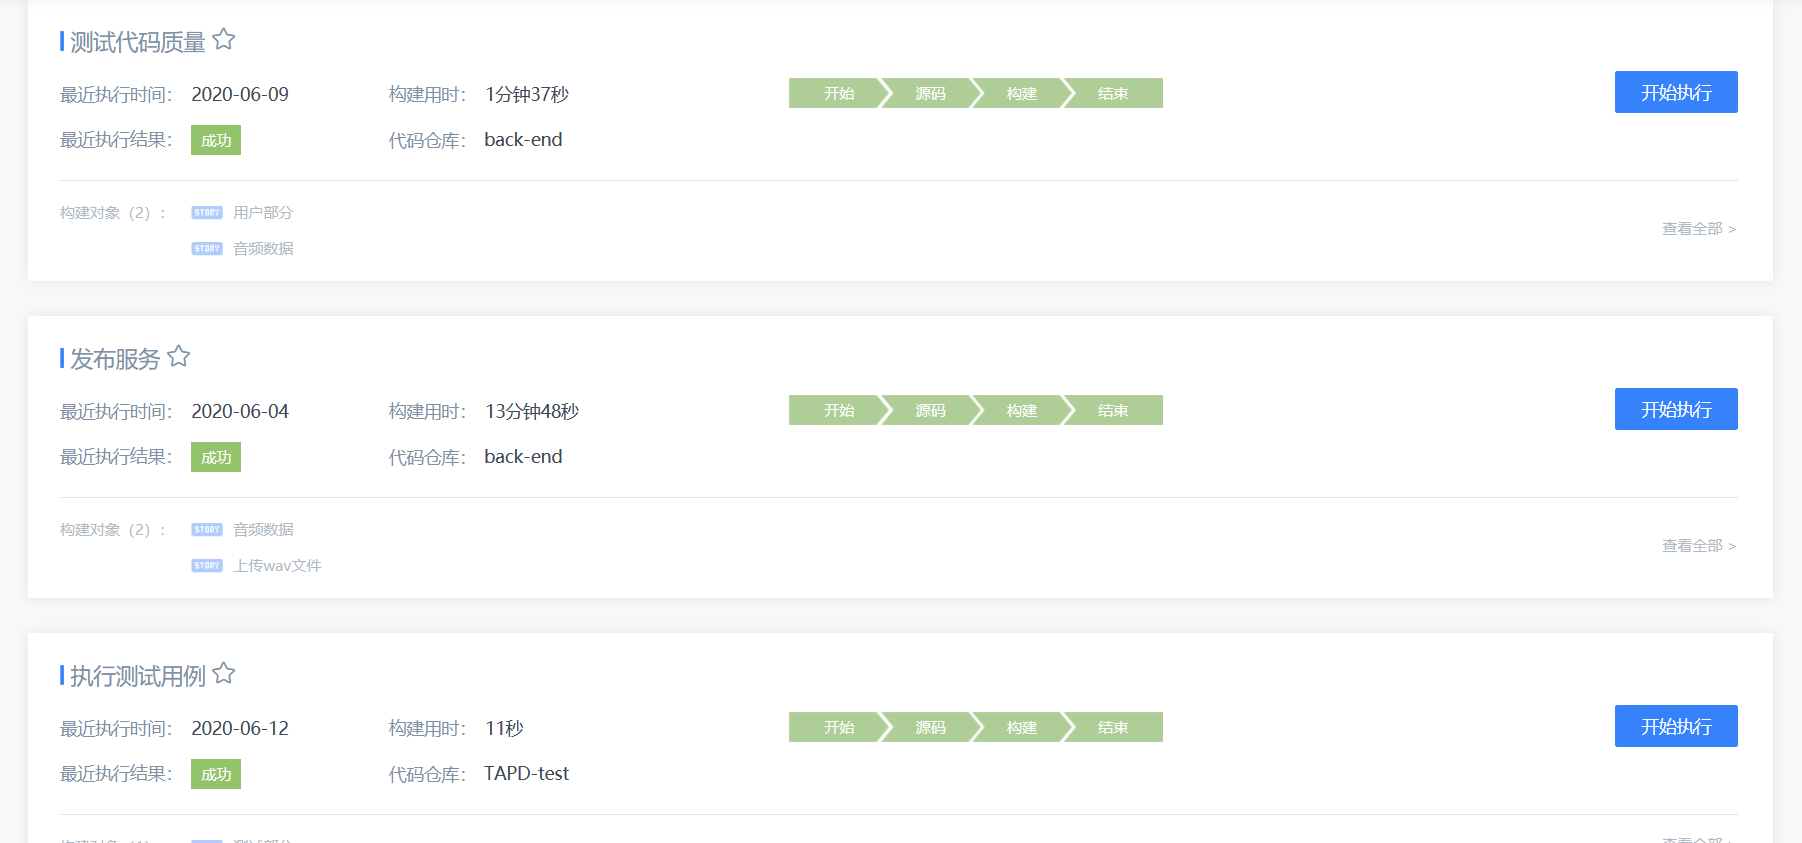 测试代码质量
最近执行时间： 2020-06-09 构建用时： 1分钟37秒 开始 源码 构建 结束 开始执行
最近执行结果： 成功 代码仓库： back-end
构建对象（2）： STORY 用户部分
查看全部 >
STORY 音频数据
发布服务
最近执行时间： 2020-06-04 构建用时： 13分钟48秒 开始 源码 构建 结束 开始执行
最近执行结果： 成功 代码仓库： back-end
构建对象（2）： STORY 音频数据
查看全部 >
STORY 上传wav文件
执行测试用例
最近执行时间： 2020-06-12 构建用时： 11秒 开始 源码 构建 结束 开始执行
最近执行结果： 成功 代码仓库： TAPD-test
查看全部